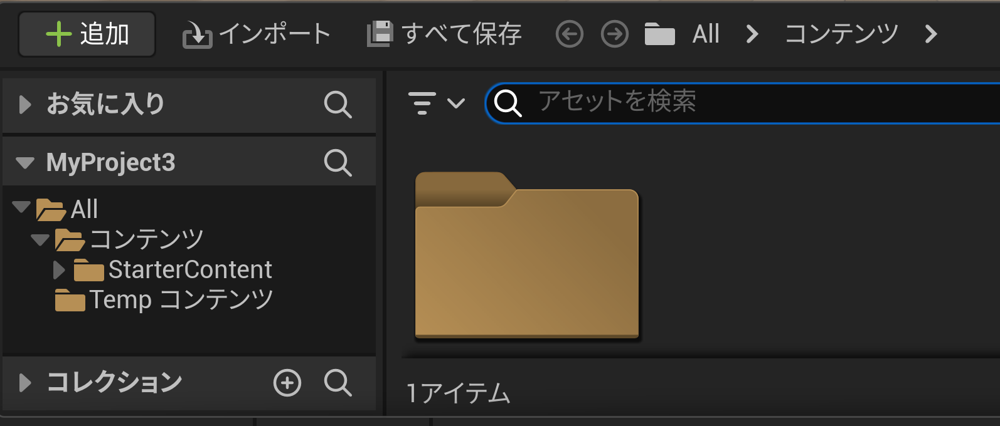 追加 インポート すべて保存 All コンテンツ
お気に入り
アセットを検索
MyProject3
All
コンテンツ
StarterContent
Temp コンテンツ
コレクション
1アイテム